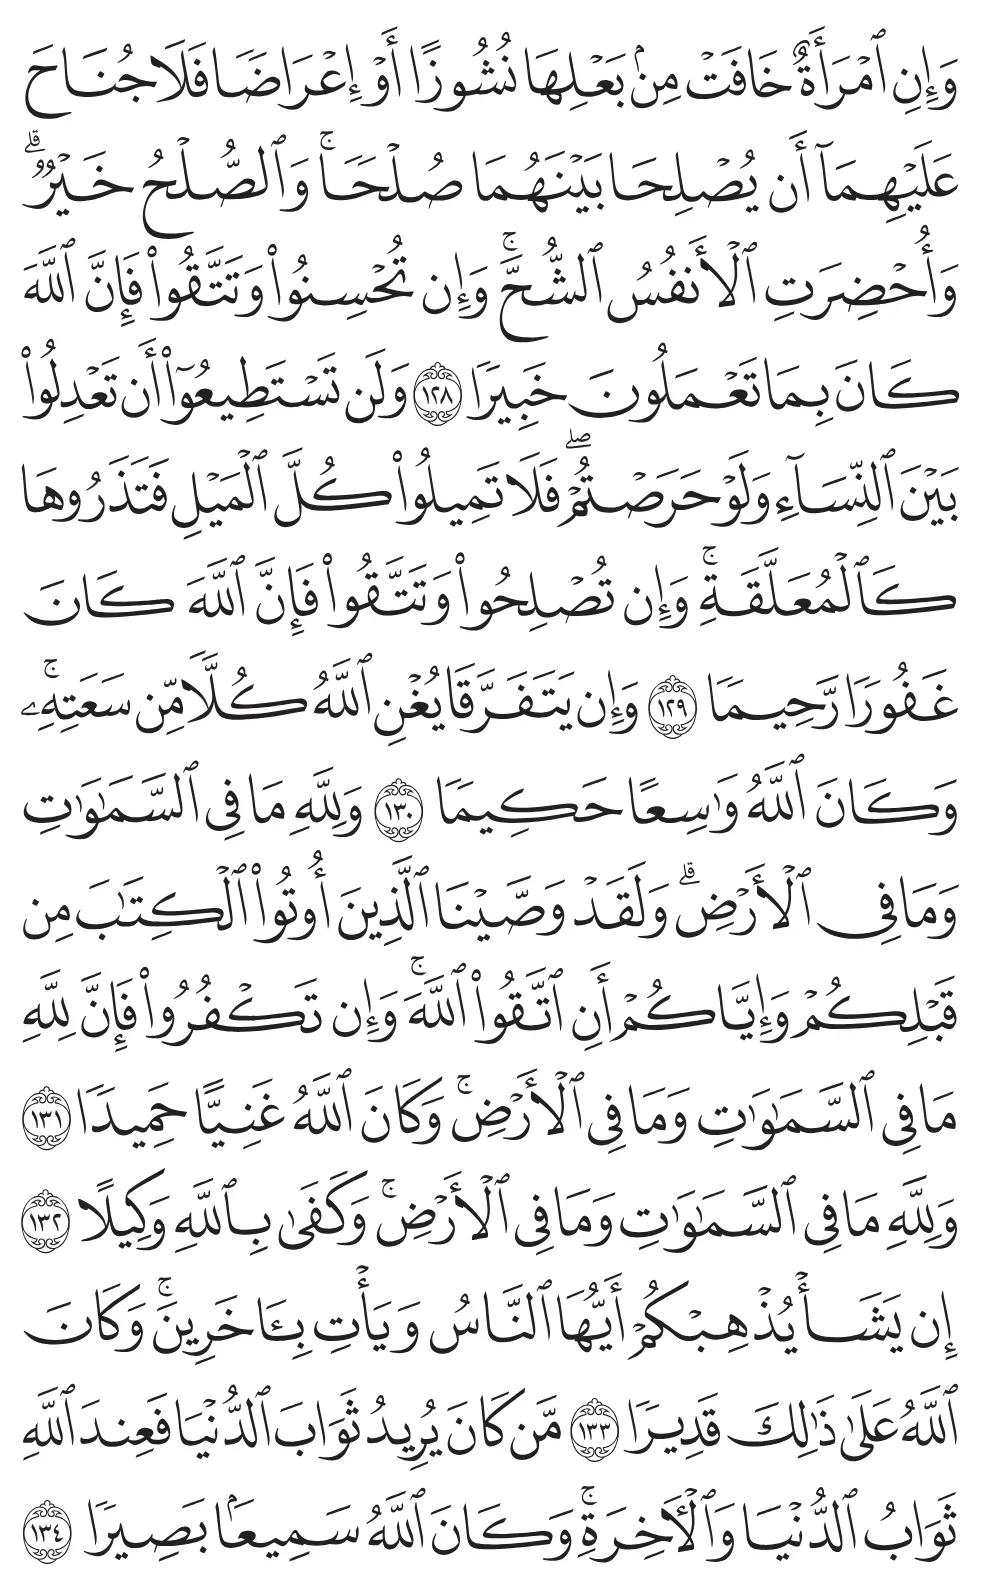 وَإِنِ ٱمْرَأَةٌ خَافَتْ مِنۢ بَعْلِهَا نُشُوزًا أَوْ إِعْرَاضًا فَلَا جُنَاحَ
عَلَيْهِمَآ أَن يُصْلِحَا بَيْنَهُمَا صُلْحًاۚ وَٱلصُّلْحُ خَيْرٌۗ
وَأُحْضِرَتِ ٱلْأَنفُسُ ٱلشُّحَّۚ وَإِن تُحْسِنُوا۟ وَتَتَّقُوا۟ فَإِنَّ ٱللَّهَ
كَانَ بِمَا تَعْمَلُونَ خَبِيرًا ١٢٨ وَلَن تَسْتَطِيعُوٓا۟ أَن تَعْدِلُوا۟
بَيْنَ ٱلنِّسَآءِ وَلَوْ حَرَصْتُمْۖ فَلَا تَمِيلُوا۟ كُلَّ ٱلْمَيْلِ فَتَذَرُوهَا
كَٱلْمُعَلَّقَةِۚ وَإِن تُصْلِحُوا۟ وَتَتَّقُوا۟ فَإِنَّ ٱللَّهَ كَانَ
غَفُورًا رَّحِيمًا ١٢٩ وَإِن يَتَفَرَّقَا يُغْنِ ٱللَّهُ كُلًّا مِّن سَعَتِهِۦۚ
وَكَانَ ٱللَّهُ وَٰسِعًا حَكِيمًا ١٣٠ وَلِلَّهِ مَا فِى ٱلسَّمَٰوَٰتِ
وَمَا فِى ٱلْأَرْضِۗ وَلَقَدْ وَصَّيْنَا ٱلَّذِينَ أُوتُوا۟ ٱلْكِتَٰبَ مِن
قَبْلِكُمْ وَإِيَّاكُمْ أَنِ ٱتَّقُوا۟ ٱللَّهَۚ وَإِن تَكْفُرُوا۟ فَإِنَّ لِلَّهِ
مَا فِى ٱلسَّمَٰوَٰتِ وَمَا فِى ٱلْأَرْضِۚ وَكَانَ ٱللَّهُ غَنِيًّا حَمِيدًا ١٣١
وَلِلَّهِ مَا فِى ٱلسَّمَٰوَٰتِ وَمَا فِى ٱلْأَرْضِۚ وَكَفَىٰ بِٱللَّهِ وَكِيلًا ١٣٢
إِن يَشَأْ يُذْهِبْكُمْ أَيُّهَا ٱلنَّاسُ وَيَأْتِ بِـَٔاخَرِينَۚ وَكَانَ
ٱللَّهُ عَلَىٰ ذَٰلِكَ قَدِيرًا ١٣٣ مَّن كَانَ يُرِيدُ ثَوَابَ ٱلدُّنْيَا فَعِندَ ٱللَّهِ
ثَوَابُ ٱلدُّنْيَا وَٱلْـَٔاخِرَةِۚ وَكَانَ ٱللَّهُ سَمِيعًۢا بَصِيرًا ١٣٤